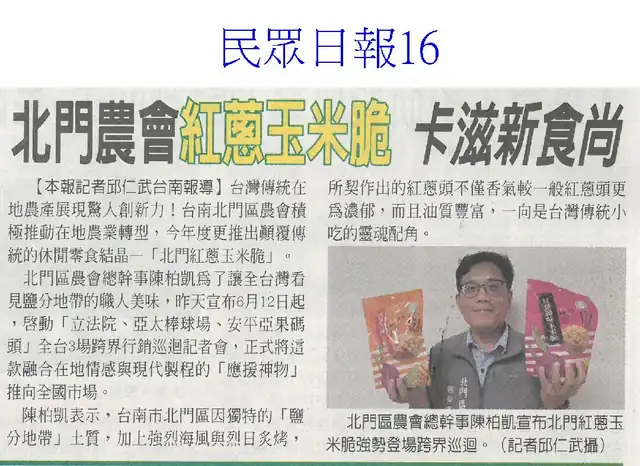 民眾日報16
北門農會紅蔥玉米脆 卡滋新食尚
【本報記者邱仁武台南報導】台灣傳統在
地農產展現驚人創新力！台南北門區農會積
極推動在地農業轉型，今年度更推出顛覆傳
統的休閒零食結晶—「北門紅蔥玉米脆」。
北門區農會總幹事陳柏凱為了讓全台灣看
見鹽分地帶的職人美味，昨天宣布6月12日起
，啓動「立法院、亞太棒球場、安平亞果碼
頭」全台3場跨界行銷巡迴記者會，正式將這
款融合在地情感與現代製程的「應援神物」
推向全國市場。
陳柏凱表示，台南市北門區因獨特的「鹽
分地帶」土質，加上強烈海風與烈日炙烤，
所契作出的紅蔥頭不僅香氣較一般紅蔥頭更
為濃郁，而且油質豐富，一向是台灣傳統小
吃的靈魂配角。
北門區農會總幹事陳柏凱宣布北門紅蔥玉
米脆強勢登場跨界巡迴。（記者邱仁武攝）